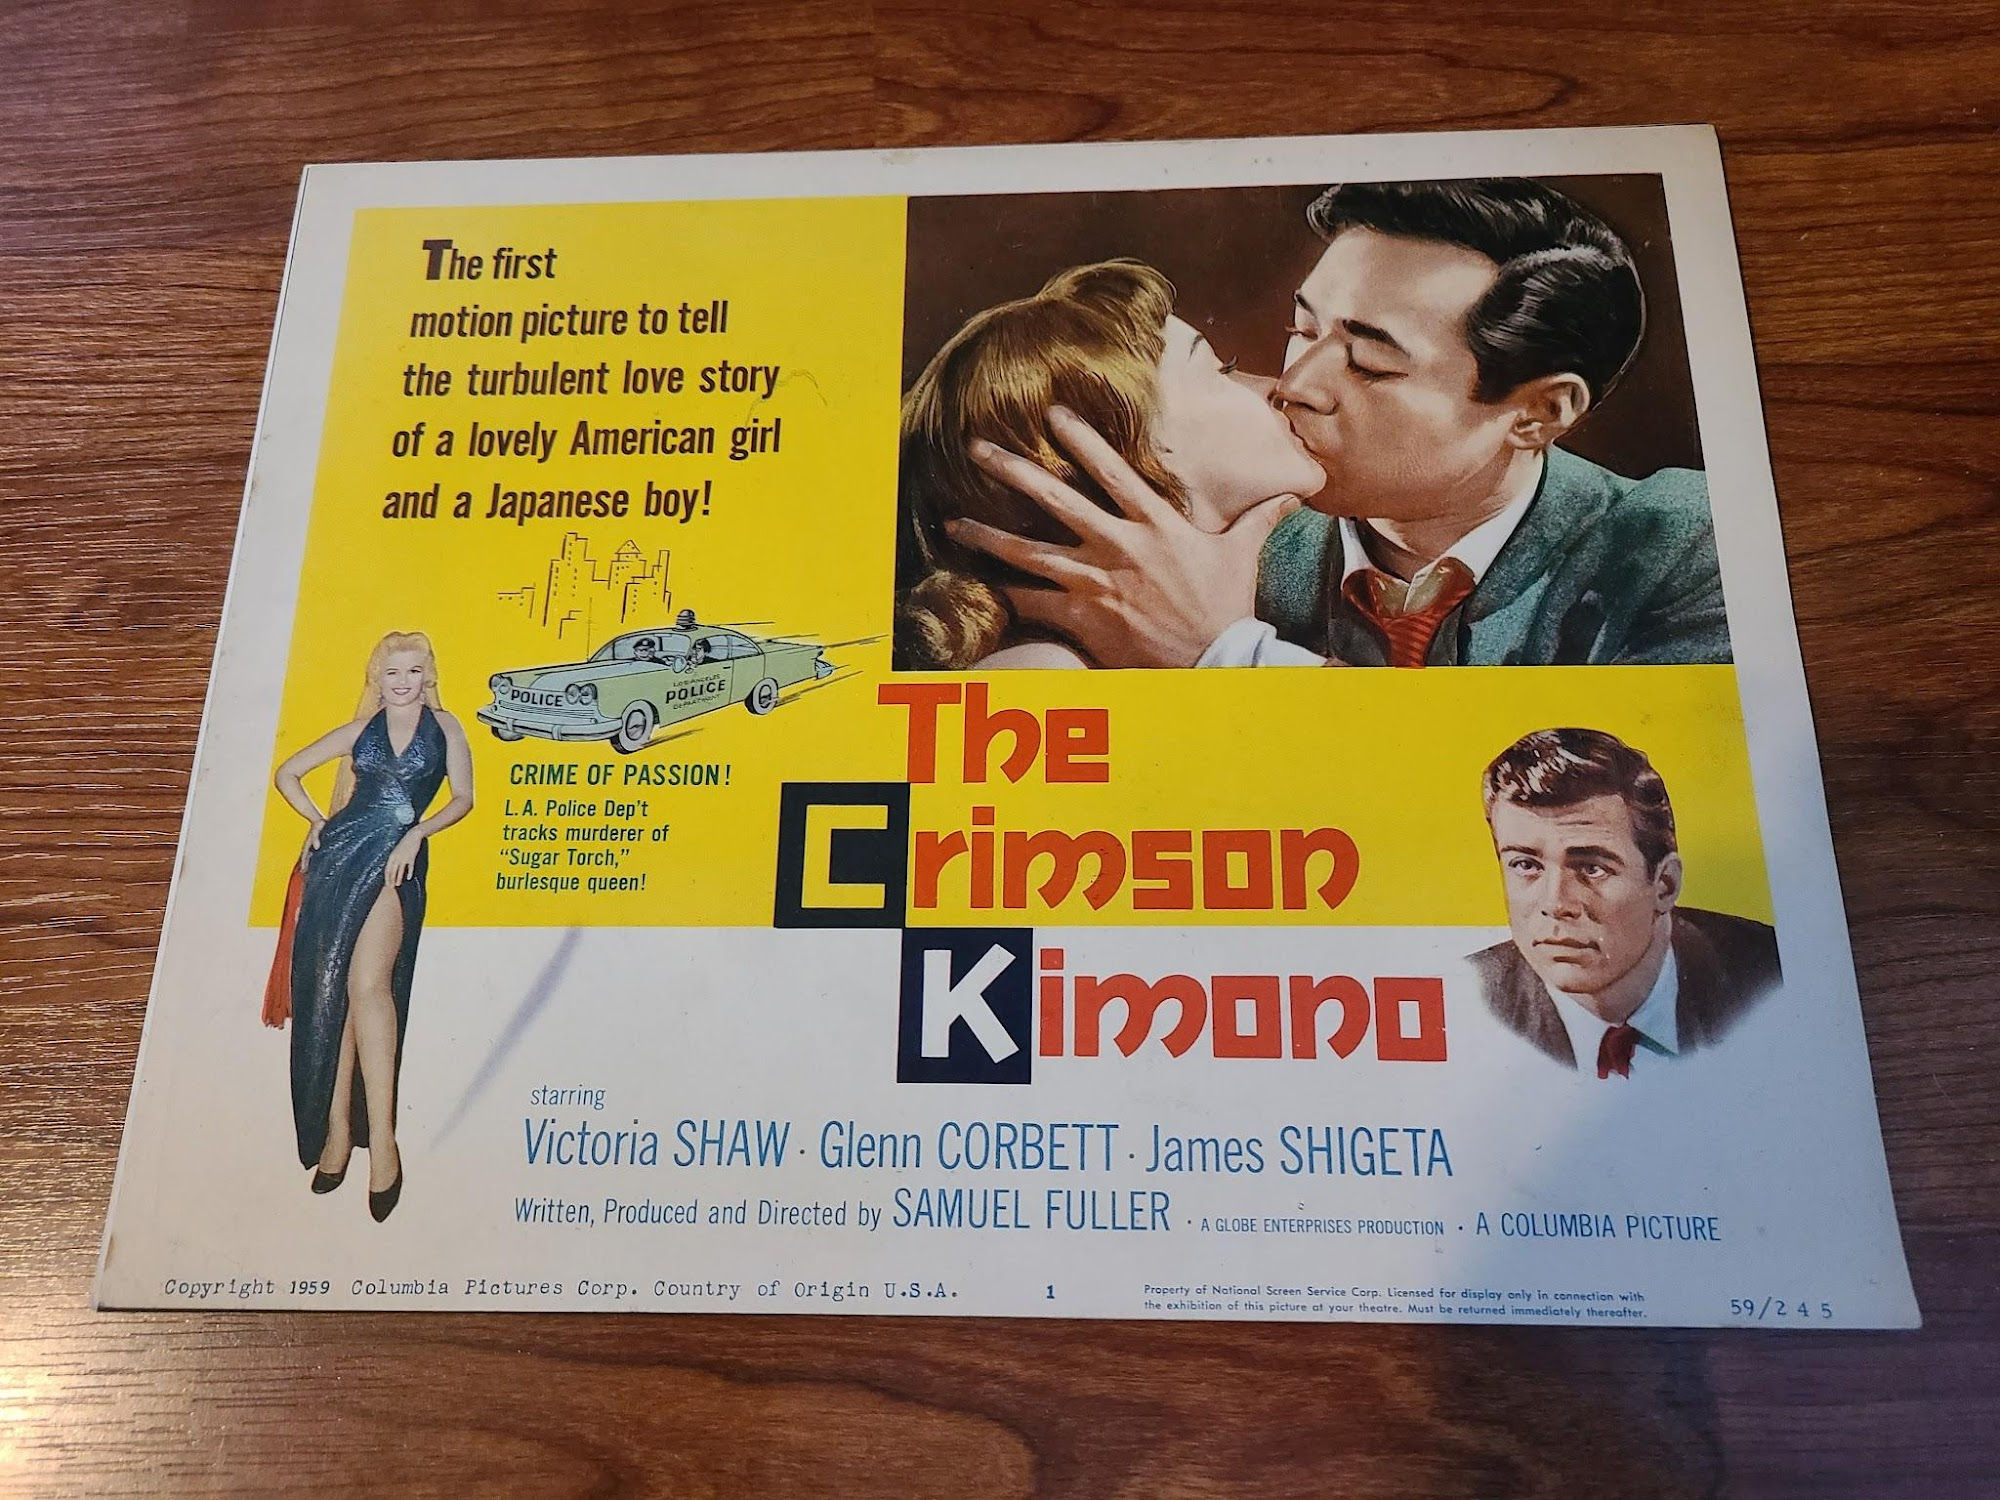 The first
motion picture to tell
the turbulent love story
of a lovely American girl
and a Japanese boy!
POLICE
LOS ANGELES
POLICE
DEPARTMENT
CRIME OF PASSION!
L.A. Police Dep't
tracks murderer of
"Sugar Torch,"
burlesque queen!
The
Crimson
Kimono
starring
Victoria SHAW · Glenn CORBETT · James SHIGETA
Written, Produced and Directed by SAMUEL FULLER · A GLOBE ENTERPRISES PRODUCTION · A COLUMBIA PICTURE
Copyright 1959 Columbia Pictures Corp. Country of Origin U.S.A.
1
Property of National Screen Service Corp. Licensed for display only in connection with
the exhibition of this picture at your theatre. Must be returned immediately thereafter.
59/245